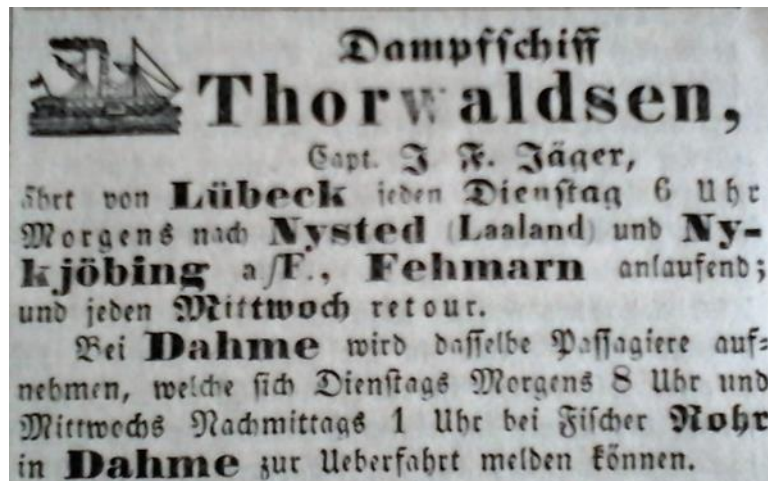 Dampfschiff
Thorwaldsen,
Capt. J. F. Jäger,
ährt von Lübeck jeden Dienstag 6 Uhr
Morgens nach Nysted (Laaland) und Ny-
kjöbing a/F., Fehmarn anlaufend;
und jeden Mittwoch retour.
Bei Dahme wird dasselbe Passagiere auf-
nehmen, welche sich Dienstags Morgens 8 Uhr und
Mittwochs Nachmittags 1 Uhr bei Fischer Rohr
in Dahme zur Ueberfahrt melden können.